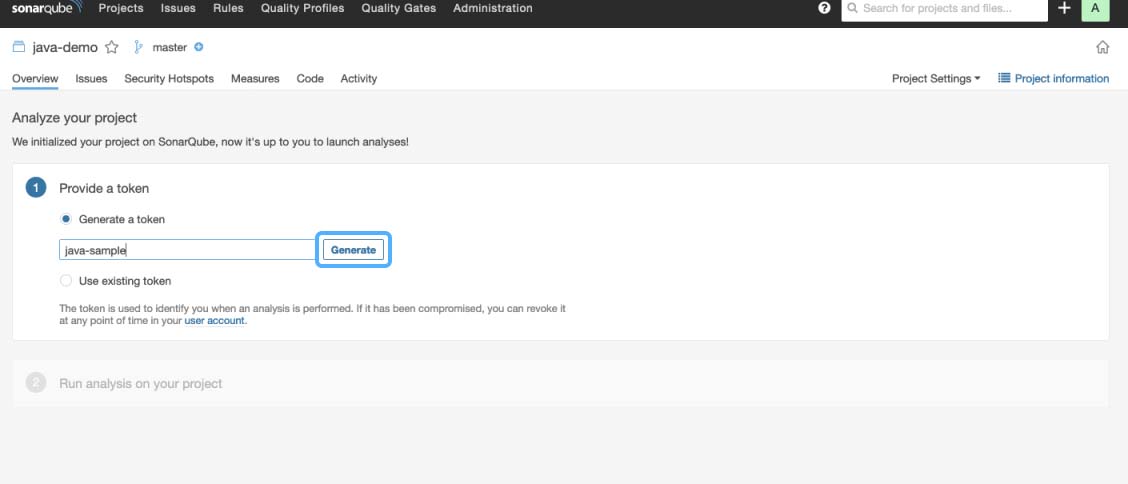 sonarqube Projects Issues Rules Quality Profiles Quality Gates Administration ? Search for projects and files... + A
java-demo master
Overview Issues Security Hotspots Measures Code Activity Project Settings Project information
Analyze your project
We initialized your project on SonarQube, now it's up to you to launch analyses!
1 Provide a token
Generate a token
java-sample Generate
Use existing token
The token is used to identify you when an analysis is performed. If it has been compromised, you can revoke it
at any point of time in your user account.
2 Run analysis on your project